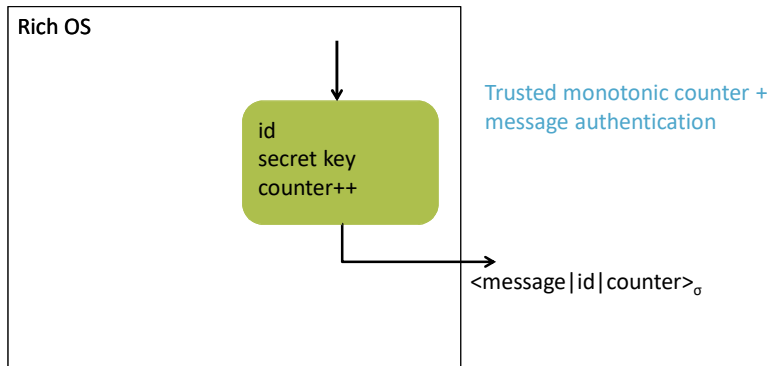 Rich OS
Trusted monotonic counter +
message authentication
id
secret key
counter++
<message|id|counter>σ